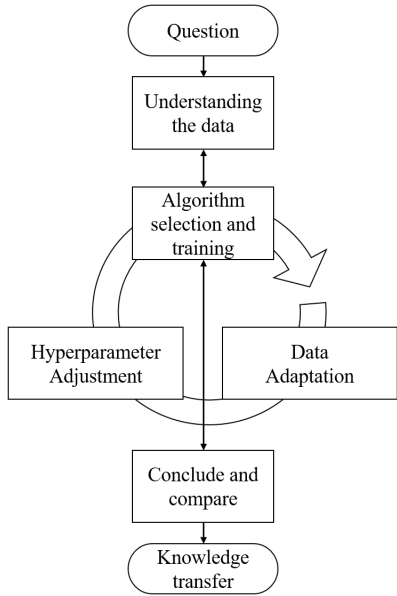 Question
Understanding
the data
Algorithm
selection and
training
Hyperparameter
Adjustment
Data
Adaptation
Conclude and
compare
Knowledge
transfer